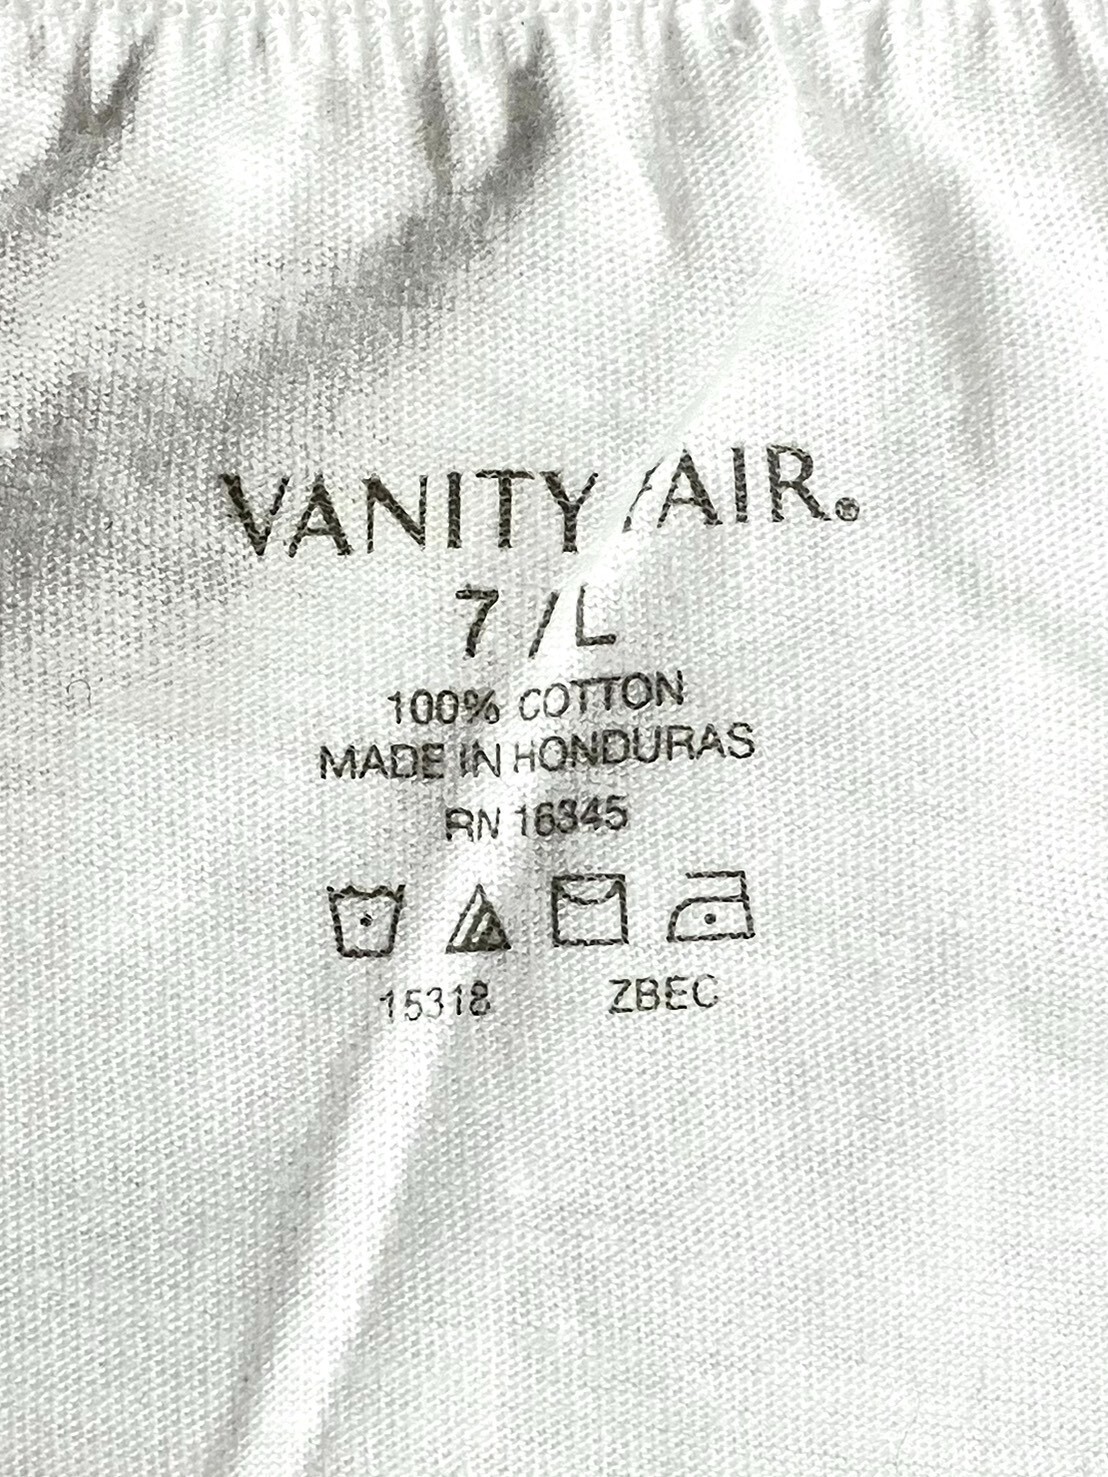 VANITY FAIR®
7 / L
100% COTTON
MADE IN HONDURAS
RN 16345
15318 ZBEC